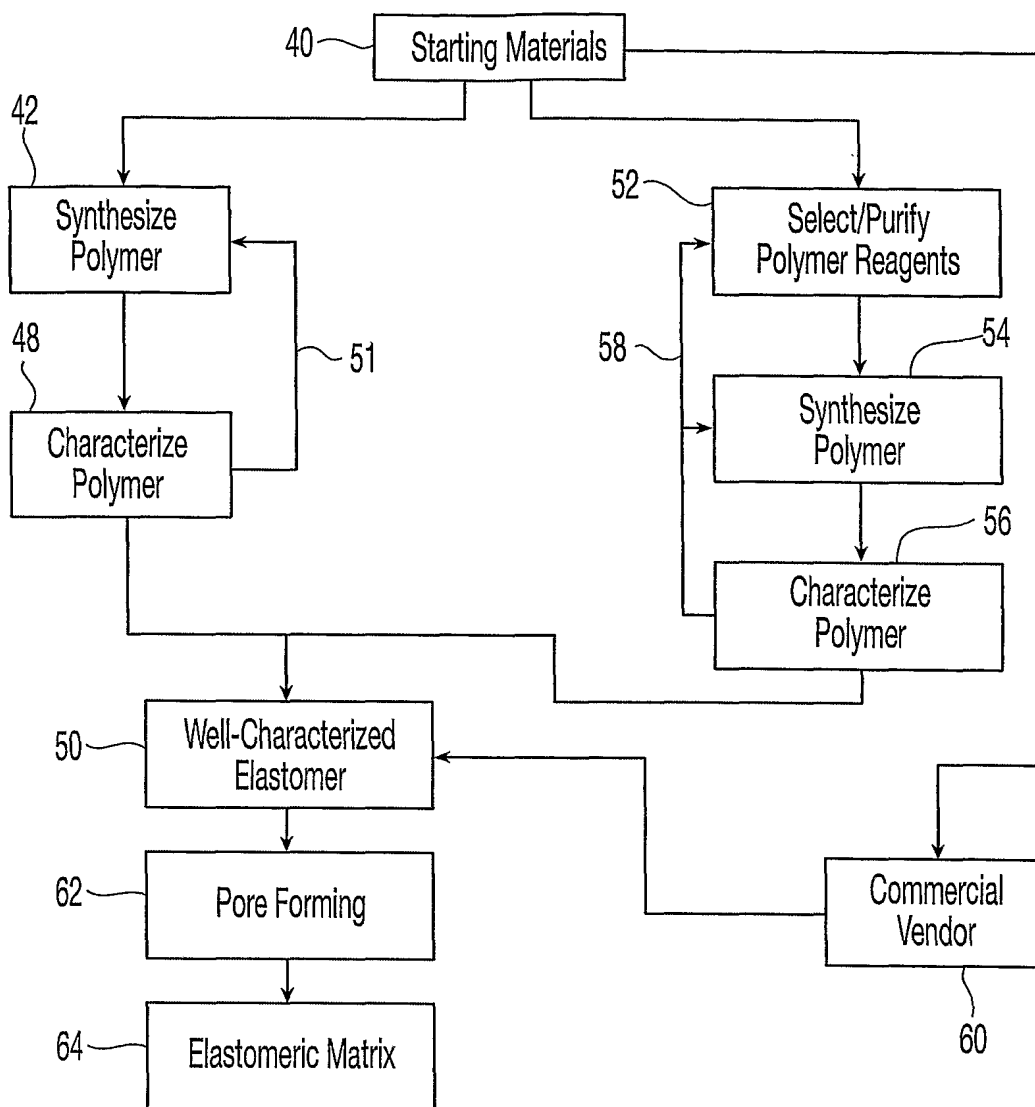 40
Starting Materials
42
Synthesize
Polymer
52
Select/Purify
Polymer Reagents
48
51
58
54
Characterize
Polymer
Synthesize
Polymer
56
Characterize
Polymer
50
Well-Characterized
Elastomer
62
Pore Forming
Commercial
Vendor
64
Elastomeric Matrix
60